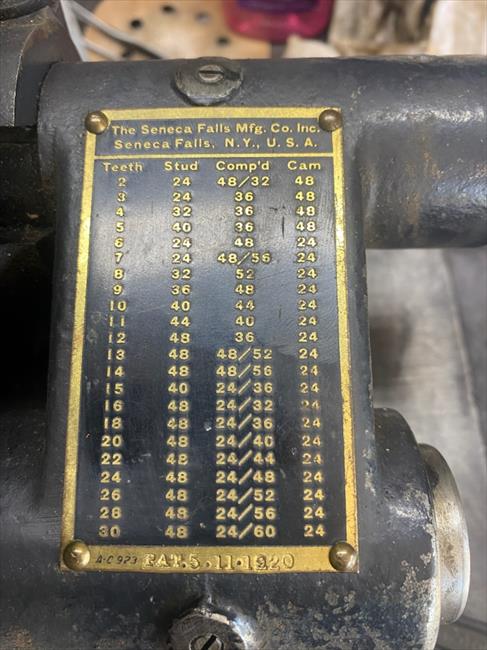 The Seneca Falls Mfg. Co. Inc.
Seneca Falls, N.Y., U.S.A.
Teeth Stud Comp'd Cam
2 24 48/32 48
3 24 36 48
4 32 36 48
5 40 36 48
6 24 48 24
7 24 48/56 24
8 32 52 24
9 36 48 24
10 40 44 24
11 44 40 24
12 48 36 24
13 48 48/52 24
14 48 48/56 24
15 40 24/36 24
16 48 24/32 24
18 48 24/36 24
20 48 24/40 24
22 48 24/44 24
24 48 24/48 24
26 48 24/52 24
28 48 24/56 24
30 48 24/60 24
A-C 923 PAT. 5.11.1920